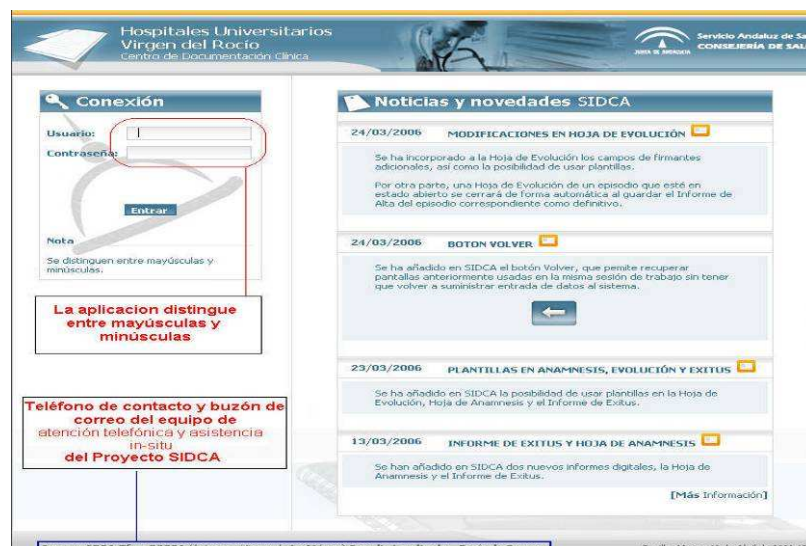 Hospitales Universitarios
Virgen del Rocío
Centro de Documentación Clínica
JUNTA DE ANDALUCIA
Servicio Andaluz de Sa
CONSEJERÍA DE SAL
Conexión
Usuario:
Contraseña:
Entrar
Nota
Se distinguen entre mayúsculas y
minúsculas.
La aplicacion distingue
entre mayúsculas y
minúsculas
Teléfono de contacto y buzón de
correo del equipo de
atención telefónica y asistencia
in-situ
del Proyecto SIDCA
Noticias y novedades SIDCA
24/03/2006 MODIFICACIONES EN HOJA DE EVOLUCIÓN
Se ha incorporado a la Hoja de Evolución los campos de firmantes
adicionales, así como la posibilidad de usar plantillas.
Por otra parte, una Hoja de Evolución de un episodio que esté en
estado abierto se cerrará de forma automática al guardar el Informe de
Alta del episodio correspondiente como definitivo.
24/03/2006 BOTON VOLVER
Se ha añadido en SIDCA el botón Volver, que pemite recuperar
pantallas anteriormente usadas en la misma sesión de trabajo sin tener
que volver a suministrar entrada de datos al sistema.
23/03/2006 PLANTILLAS EN ANAMNESIS, EVOLUCIÓN Y EXITUS
Se ha añadido en SIDCA la posibilidad de usar plantillas en la Hoja de
Evolución, Hoja de Anamnesis y el Informe de Exitus.
13/03/2006 INFORME DE EXITUS Y HOJA DE ANAMNESIS
Se han añadido en SIDCA dos nuevos informes digitales, la Hoja de
Anamnesis y el Informe de Exitus.
[Más Información]